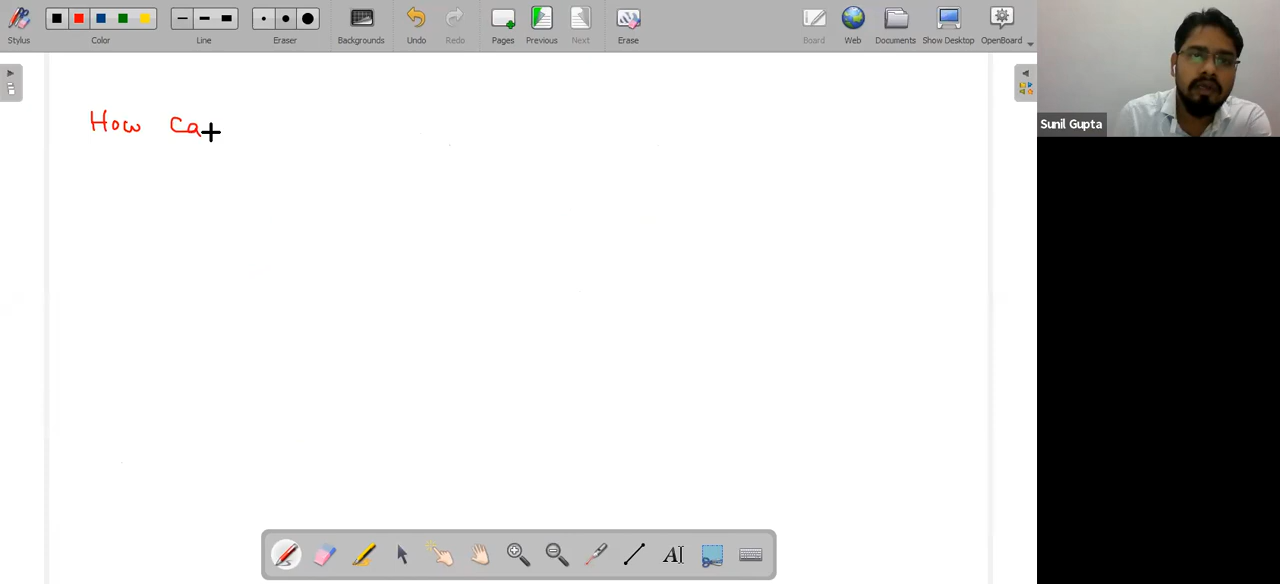 Stylus Color Line Eraser Backgrounds Undo Redo Pages Previous Next Erase Board Web Documents Show Desktop OpenBoard
How Ca
Sunil Gupta
A